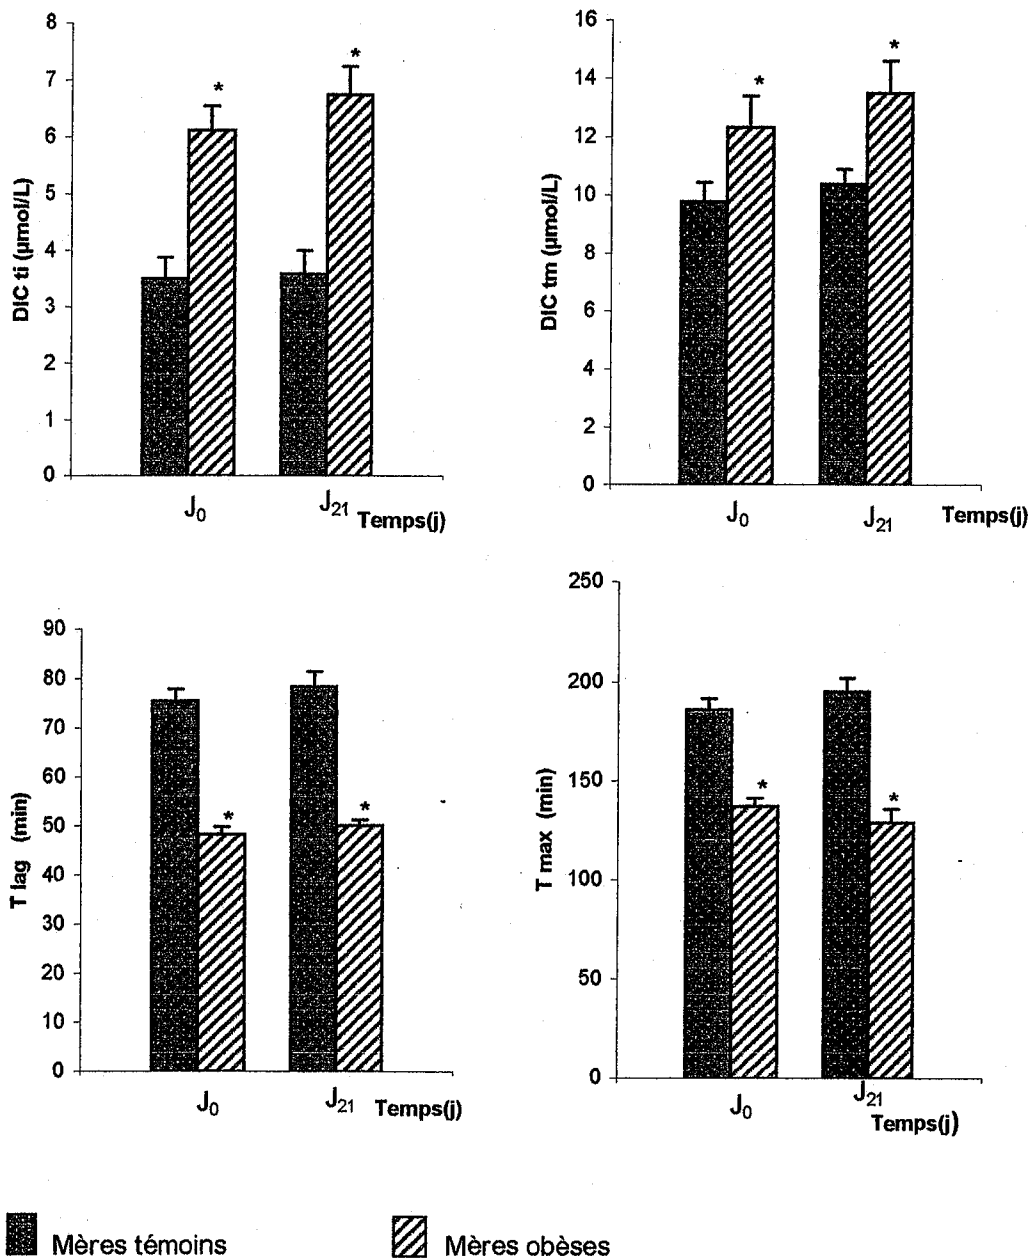 DIC ti (µmol/L)
8
7
6
5
4
3
2
1
0
*
*
J0
J21
Temps(j)
DIC tm (µmol/L)
16
14
12
10
8
6
4
2
0
*
*
J0
J21
Temps(j)
T lag (min)
90
80
70
60
50
40
30
20
10
0
*
*
J0
J21
Temps(j)
T max (min)
250
200
150
100
50
0
*
*
J0
J21
Temps(j)
Mères témoins
Mères obèses